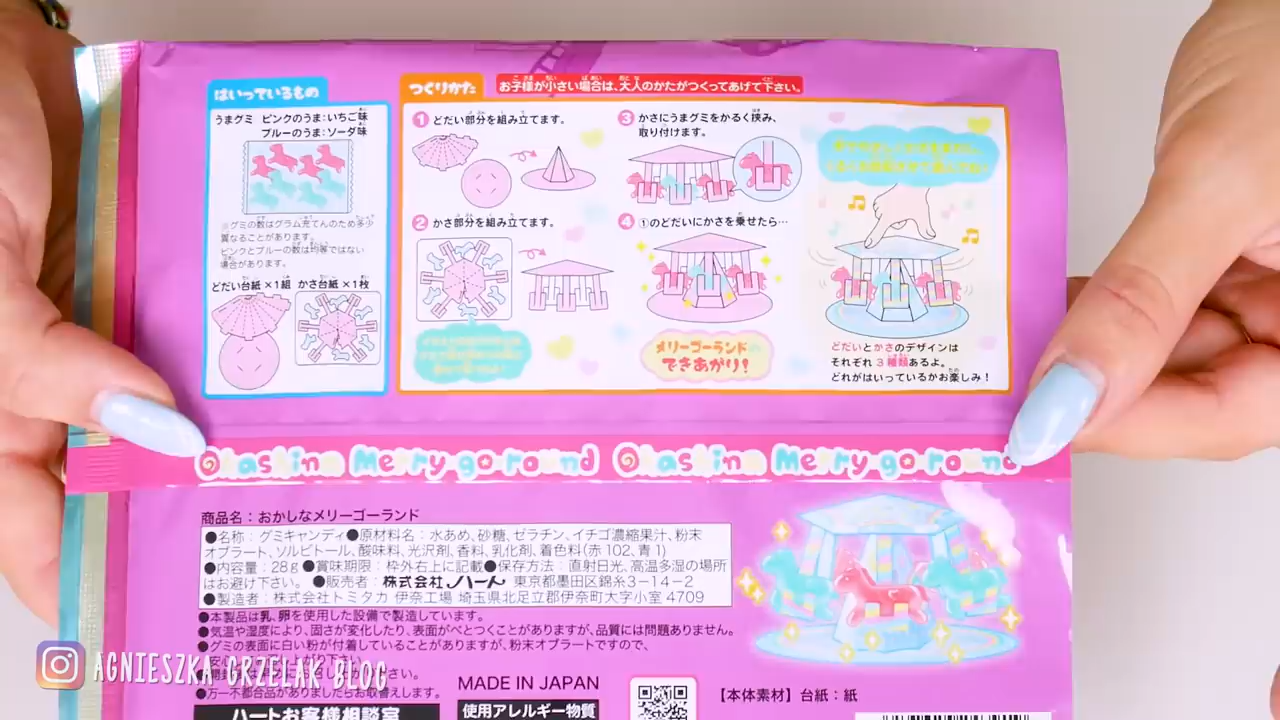 はいっているもの
うまグミ ピンクのうま：いちご味
ブルーのうま：ソーダ味
※グミの数はグラム充てんのため多少
異なることがあります。
ピンクとブルーの数は均等ではない
場合があります。
どだい台紙×1組 かさ台紙×1枚
つくりかた
お子様が小さい場合は、大人のかたがつくってあげて下さい。
① どだい部分を組み立てます。
② かさ部分を組み立てます。
③ かさにうまグミをかるく挟み、
取り付けます。
④ ①のどだいにかさを乗せたら…
メリーゴーランドの
できあがり！
どだいとかさのデザインは
それぞれ3種類あるよ。
どれがはいっているかお楽しみ！
Okashina Merry-go-round Okashina Merry-go-round
商品名：おかしなメリーゴーランド
●名称：グミキャンディ●原材料名：水あめ、砂糖、ゼラチン、イチゴ濃縮果汁、粉末
オブラート、ソルビトール、酸味料、光沢剤、香料、乳化剤、着色料(赤102、青1)
●内容量：28g ●賞味期限：枠外右上に記載●保存方法：直射日光、高温多湿の場所
はお避け下さい。 ●販売者：株式会社ハート 東京都墨田区錦糸3-14-2
●製造者：株式会社トミタカ 伊奈工場 埼玉県北足立郡伊奈町大字小室4709
●本製品は乳、卵を使用した設備で製造しています。
●気温や湿度により、固さが変化したり、表面がべとつくことがありますが、品質には問題ありません。
●グミの表面に白い粉が付着していることがありますが、粉末オブラートですので、
●万一不都合品がありましたらお取替えします。
ハートお客様相談室
MADE IN JAPAN
使用アレルギー物質
【本体素材】台紙：紙
AGNIESZKA GRZELAK BLOG